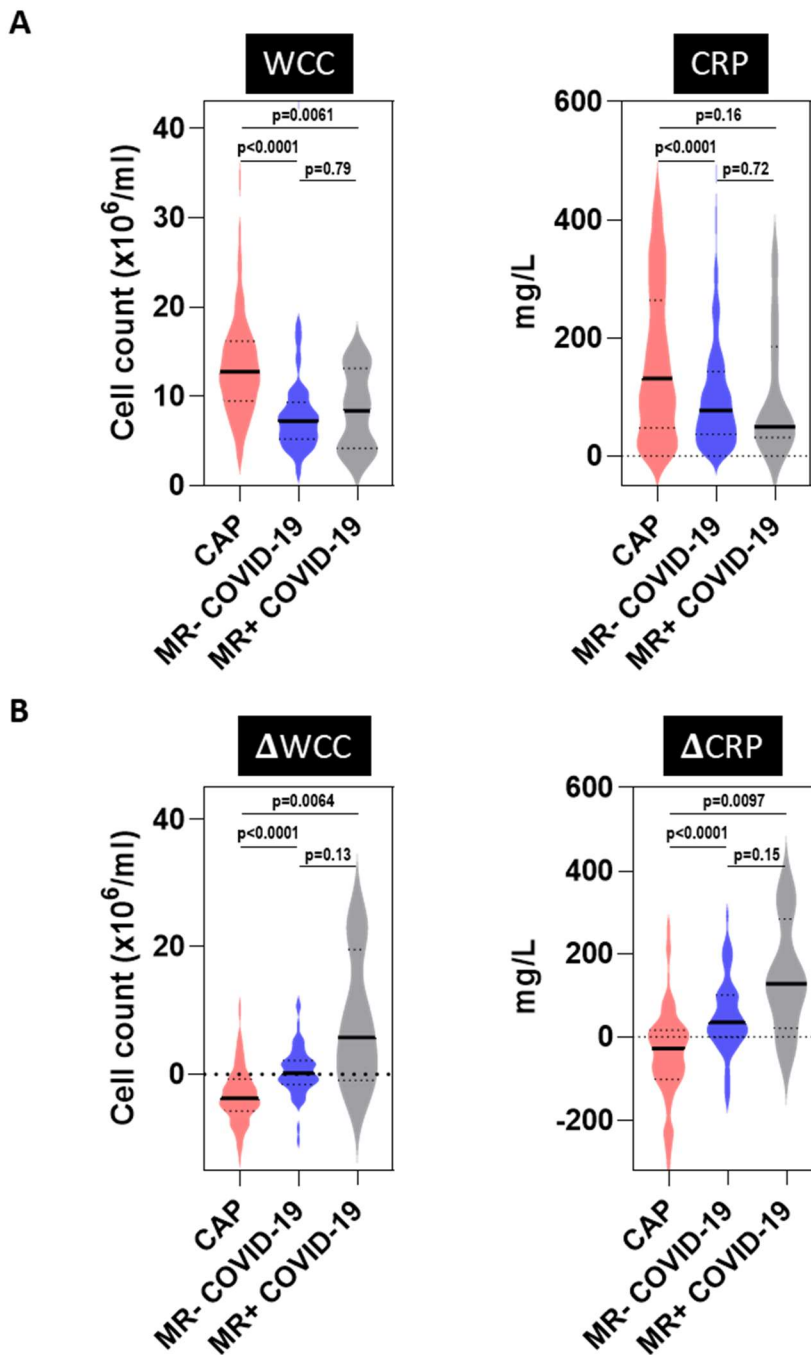 A
WCC
CRP
Cell count (x10⁶/ml)
40
30
20
10
0
p=0.0061
p<0.0001
p=0.79
CAP
MR- COVID-19
MR+ COVID-19
mg/L
600
400
200
0
p=0.16
p<0.0001
p=0.72
CAP
MR- COVID-19
MR+ COVID-19
B
ΔWCC
ΔCRP
Cell count (x10⁶/ml)
40
20
0
p=0.0064
p<0.0001
p=0.13
CAP
MR- COVID-19
MR+ COVID-19
mg/L
600
400
200
0
-200
p=0.0097
p<0.0001
p=0.15
CAP
MR- COVID-19
MR+ COVID-19